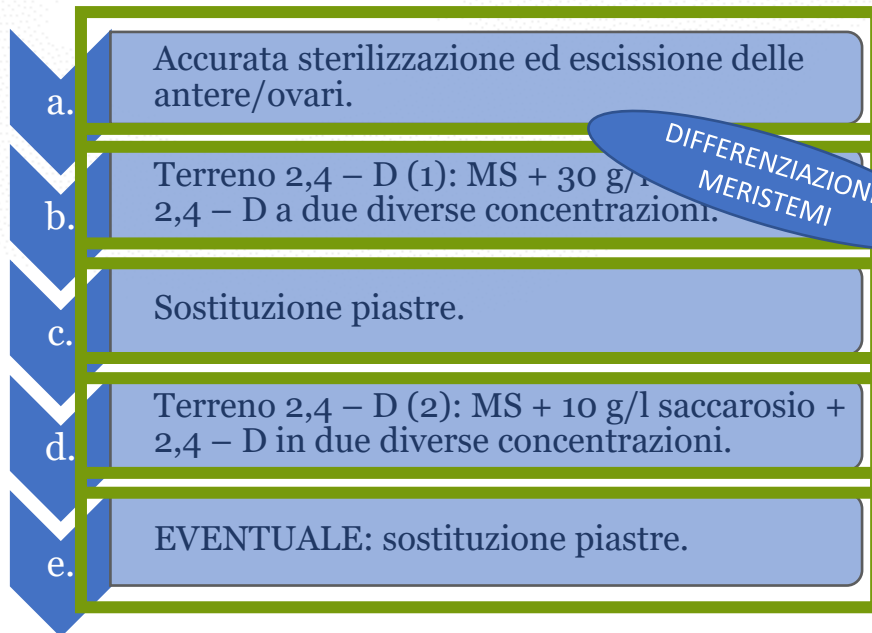 a.
Accurata sterilizzazione ed escissione delle
antere/ovari.
b.
Terreno 2,4 – D (1): MS + 30
2,4 – D a due diverse concentrazioni.
DIFFERENZIAZIONE
MERISTEMI
c.
Sostituzione piastre.
d.
Terreno 2,4 – D (2): MS + 10 g/l saccarosio +
2,4 – D in due diverse concentrazioni.
e.
EVENTUALE: sostituzione piastre.